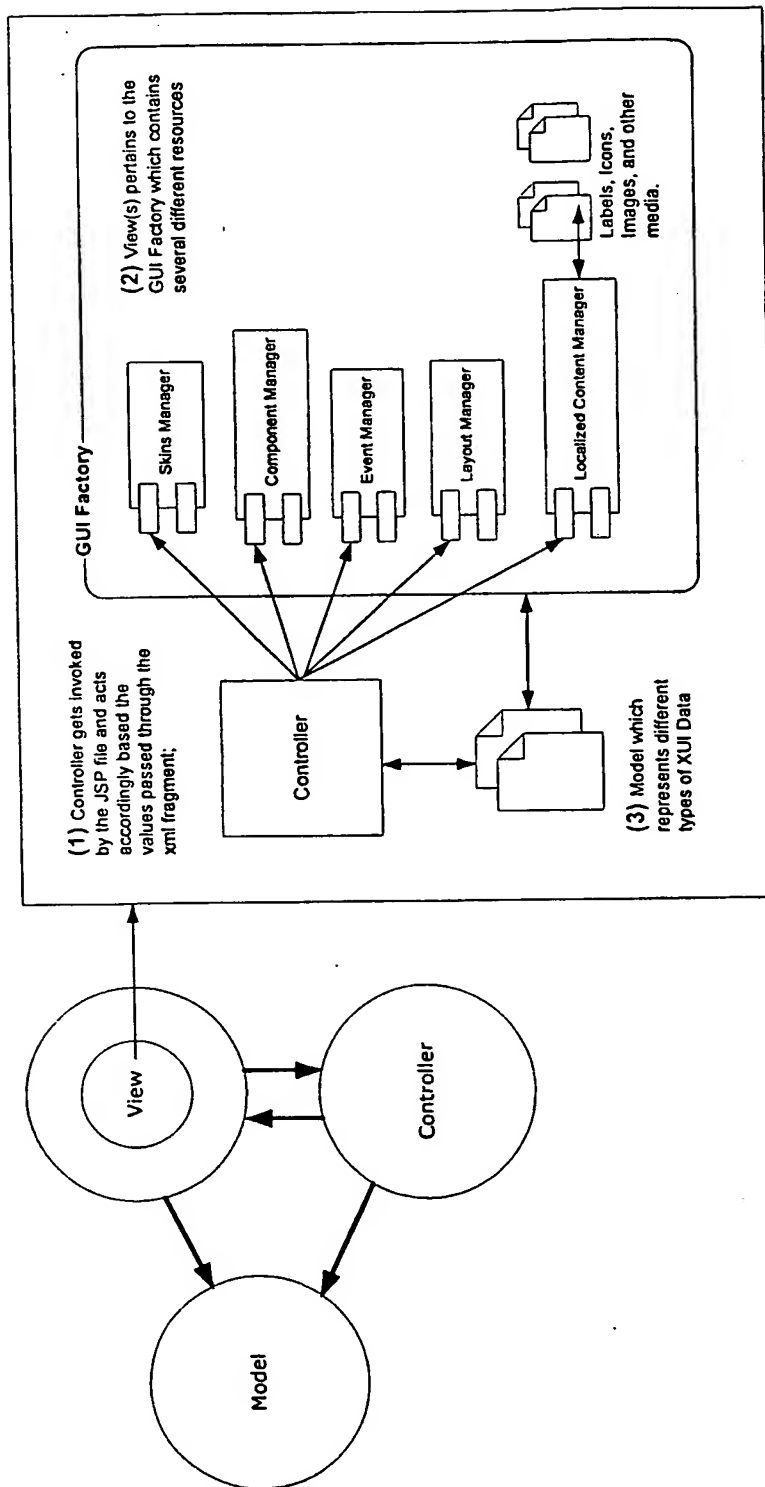 Model
View
Controller
(1) Controller gets invoked
by the JSP file and acts
accordingly based the
values passed through the
xml fragment;
Controller
(3) Model which
represents different
types of XUI Data
GUI Factory
(2) View(s) pertains to the
GUI Factory which contains
several different resources
Skins Manager
Component Manager
Event Manager
Layout Manager
Localized Content Manager
Labels, Icons,
Images, and other
media.